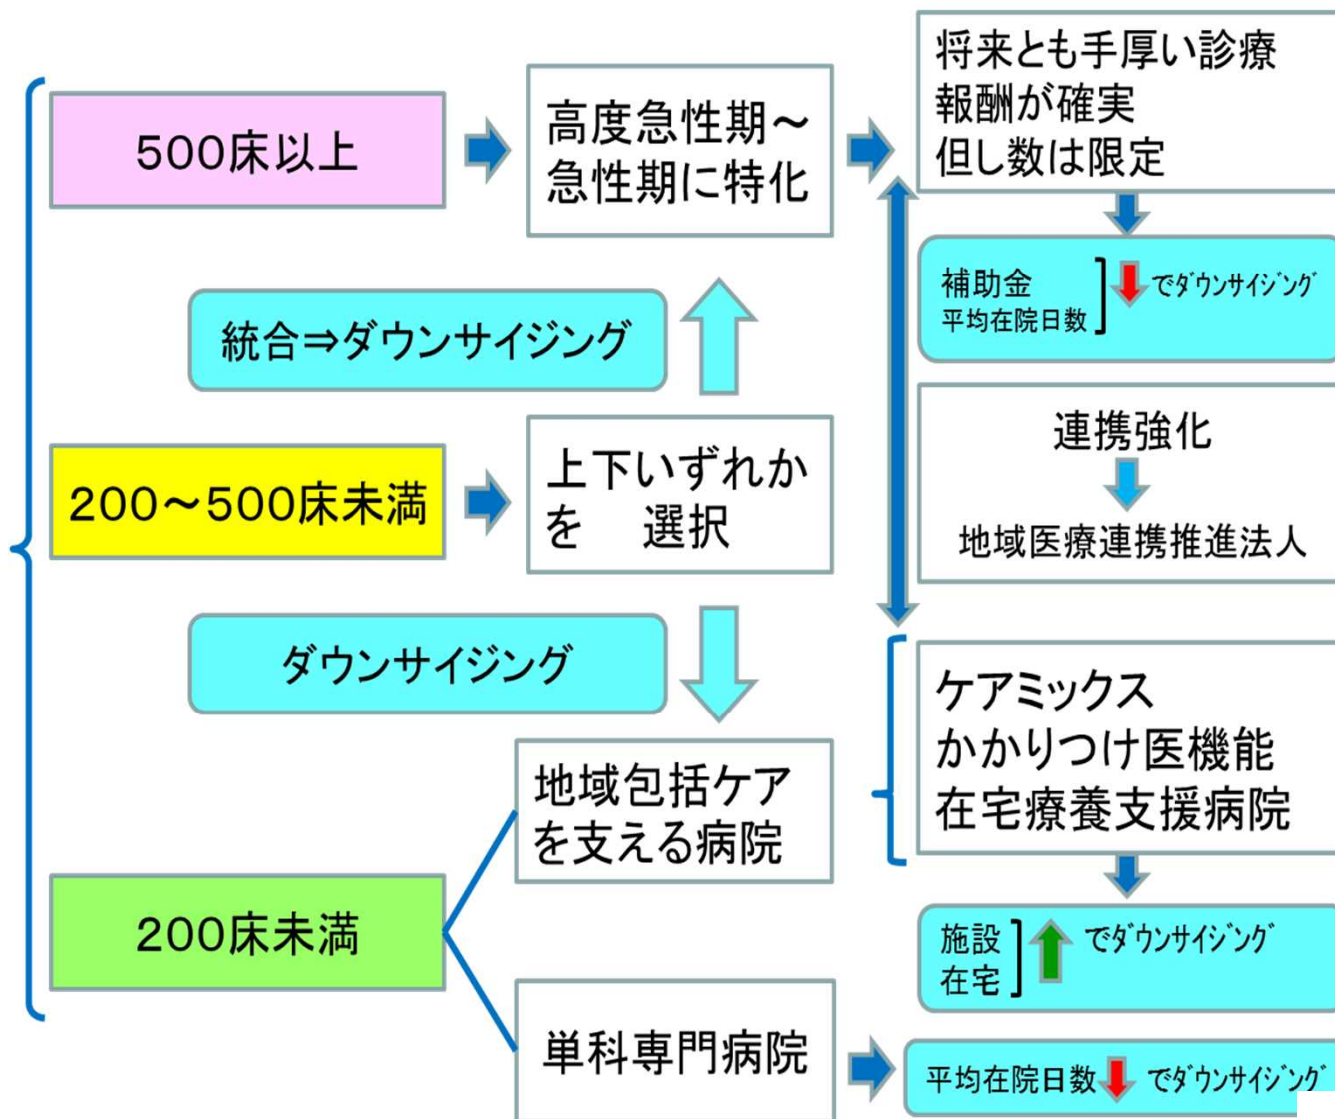 500床以上
高度急性期～
急性期に特化
将来とも手厚い診療
報酬が確実
但し数は限定
補助金
平均在院日数
でダウンサイジング
統合⇒ダウンサイジング
200～500床未満
上下いずれか
を 選択
連携強化
地域医療連携推進法人
ダウンサイジング
ケアミックス
かかりつけ医機能
在宅療養支援病院
200床未満
地域包括ケア
を支える病院
施設
在宅
でダウンサイジング
単科専門病院
平均在院日数 でダウンサイジング